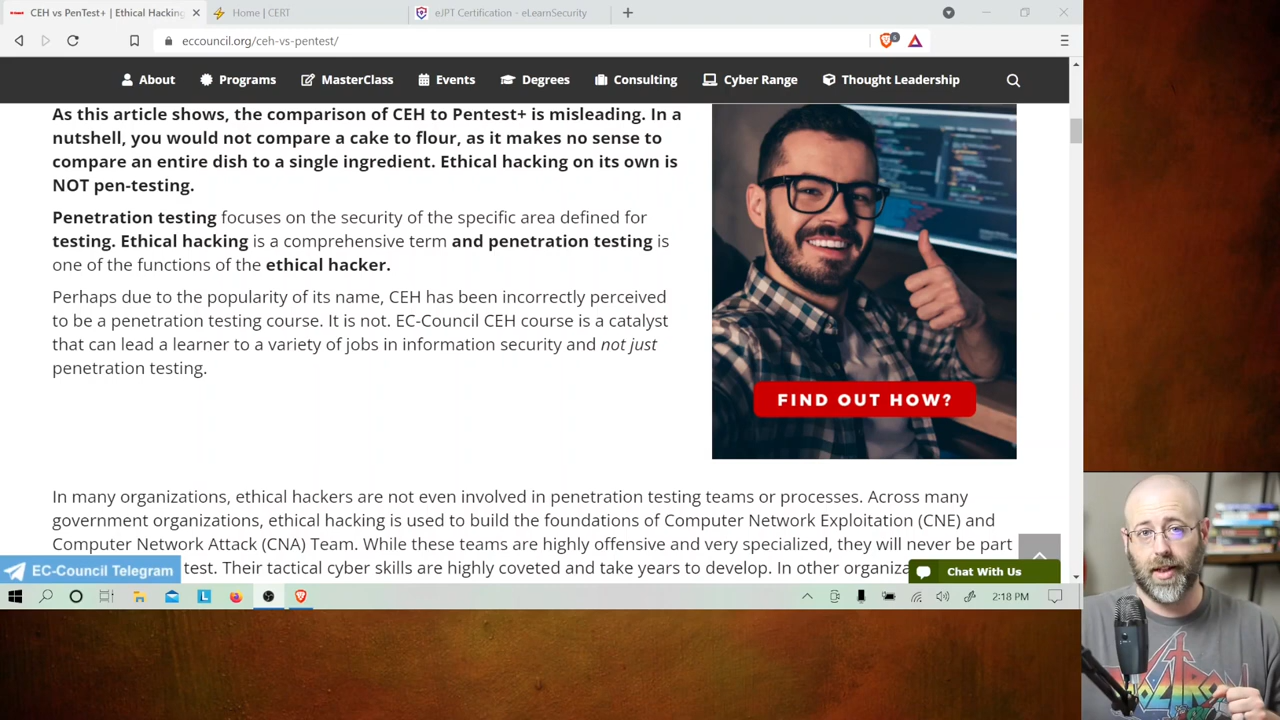 CEH vs PenTest+ | Ethical Hacking
Home | CERT
eJPT Certification - eLearnSecurity
eccouncil.org/ceh-vs-pentest/
6
About
Programs
MasterClass
Events
Degrees
Consulting
Cyber Range
Thought Leadership
As this article shows, the comparison of CEH to Pentest+ is misleading. In a
nutshell, you would not compare a cake to flour, as it makes no sense to
compare an entire dish to a single ingredient. Ethical hacking on its own is
NOT pen-testing.
Penetration testing focuses on the security of the specific area defined for
testing. Ethical hacking is a comprehensive term and penetration testing is
one of the functions of the ethical hacker.
Perhaps due to the popularity of its name, CEH has been incorrectly perceived
to be a penetration testing course. It is not. EC-Council CEH course is a catalyst
that can lead a learner to a variety of jobs in information security and not just
penetration testing.
FIND OUT HOW?
In many organizations, ethical hackers are not even involved in penetration testing teams or processes. Across many
government organizations, ethical hacking is used to build the foundations of Computer Network Exploitation (CNE) and
Computer Network Attack (CNA) Team. While these teams are highly offensive and very specialized, they will never be part
EC-Council Telegram
test. Their tactical cyber skills are highly coveted and take years to develop. In other organiza
Chat With Us
L
2:18 PM